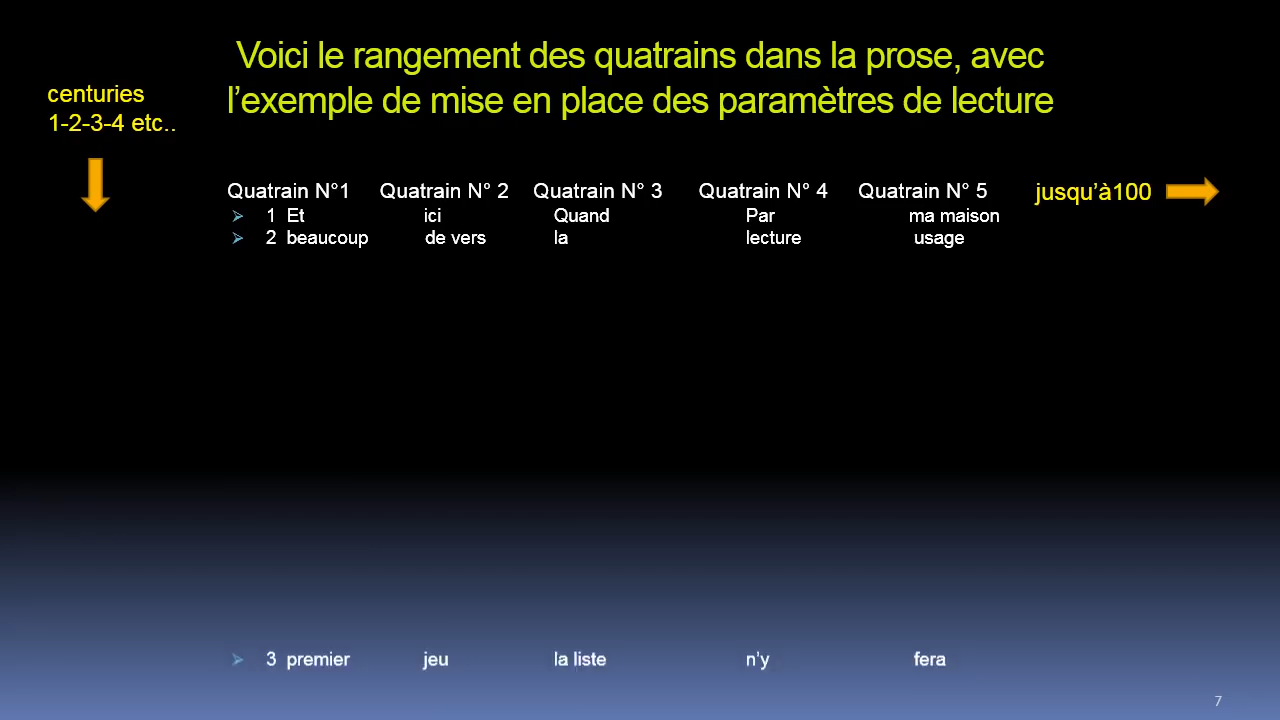 Voici le rangement des quatrains dans la prose, avec
l’exemple de mise en place des paramètres de lecture
centuries
1-2-3-4 etc..
Quatrain N°1 Quatrain N° 2 Quatrain N° 3 Quatrain N° 4 Quatrain N° 5 jusqu’à100
1 Et ici Quand Par ma maison
2 beaucoup de vers la lecture usage
3 premier jeu la liste n’y fera
7